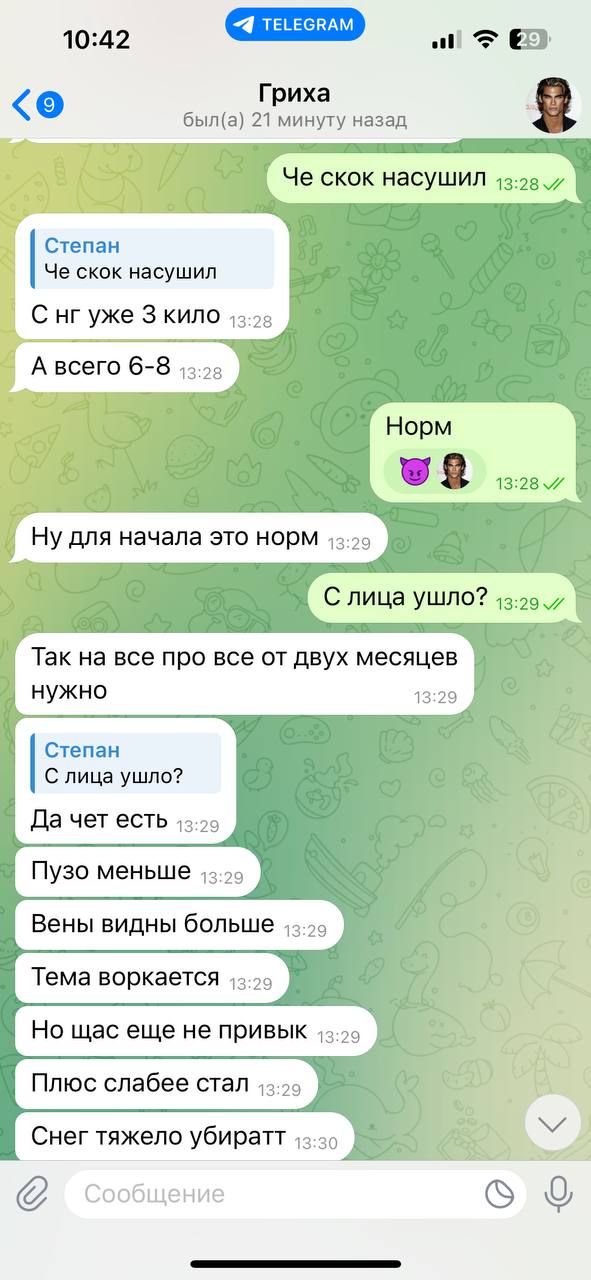 10:42
TELEGRAM
29
9
Гриха
был(а) 21 минуту назад
Че скок насушил 13:28
Степан
Че скок насушил
С нг уже 3 кило 13:28
А всего 6-8 13:28
Норм
13:28
Ну для начала это норм 13:29
С лица ушло? 13:29
Так на все про все от двух месяцев
нужно 13:29
Степан
С лица ушло?
Да чет есть 13:29
Пузо меньше 13:29
Вены видны больше 13:29
Тема воркается 13:29
Но щас еще не привык 13:29
Плюс слабее стал 13:29
Снег тяжело убиратт 13:30
Сообщение